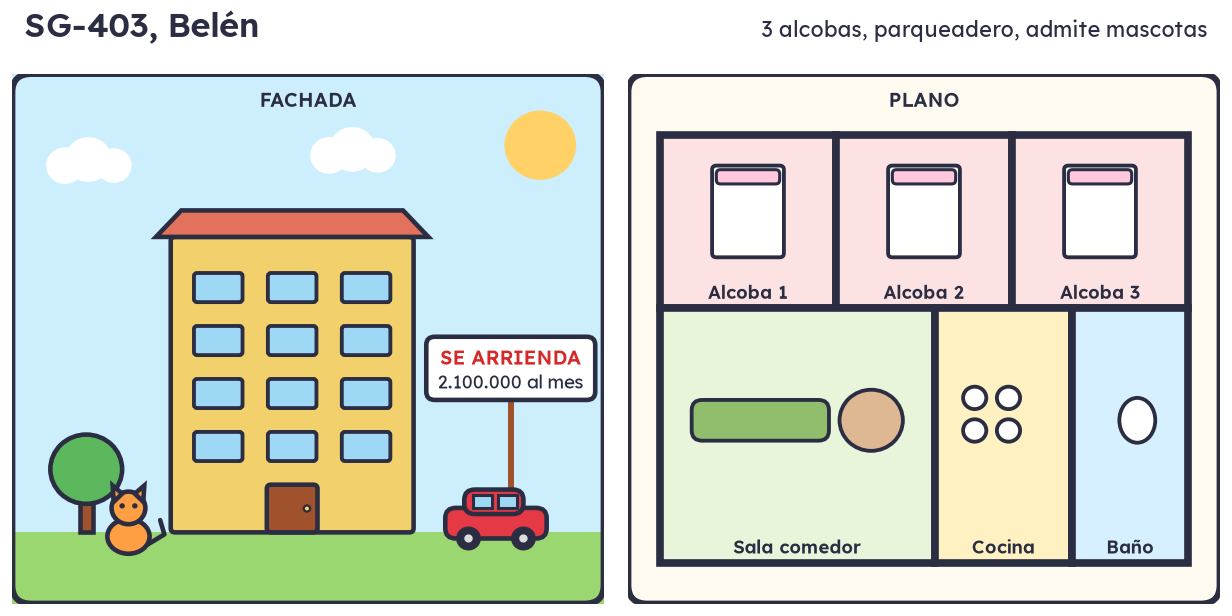 SG-403, Belén
3 alcobas, parqueadero, admite mascotas
FACHADA
SE ARRIENDA
2.100.000 al mes
PLANO
Alcoba 1
Alcoba 2
Alcoba 3
Sala comedor
Cocina
Baño